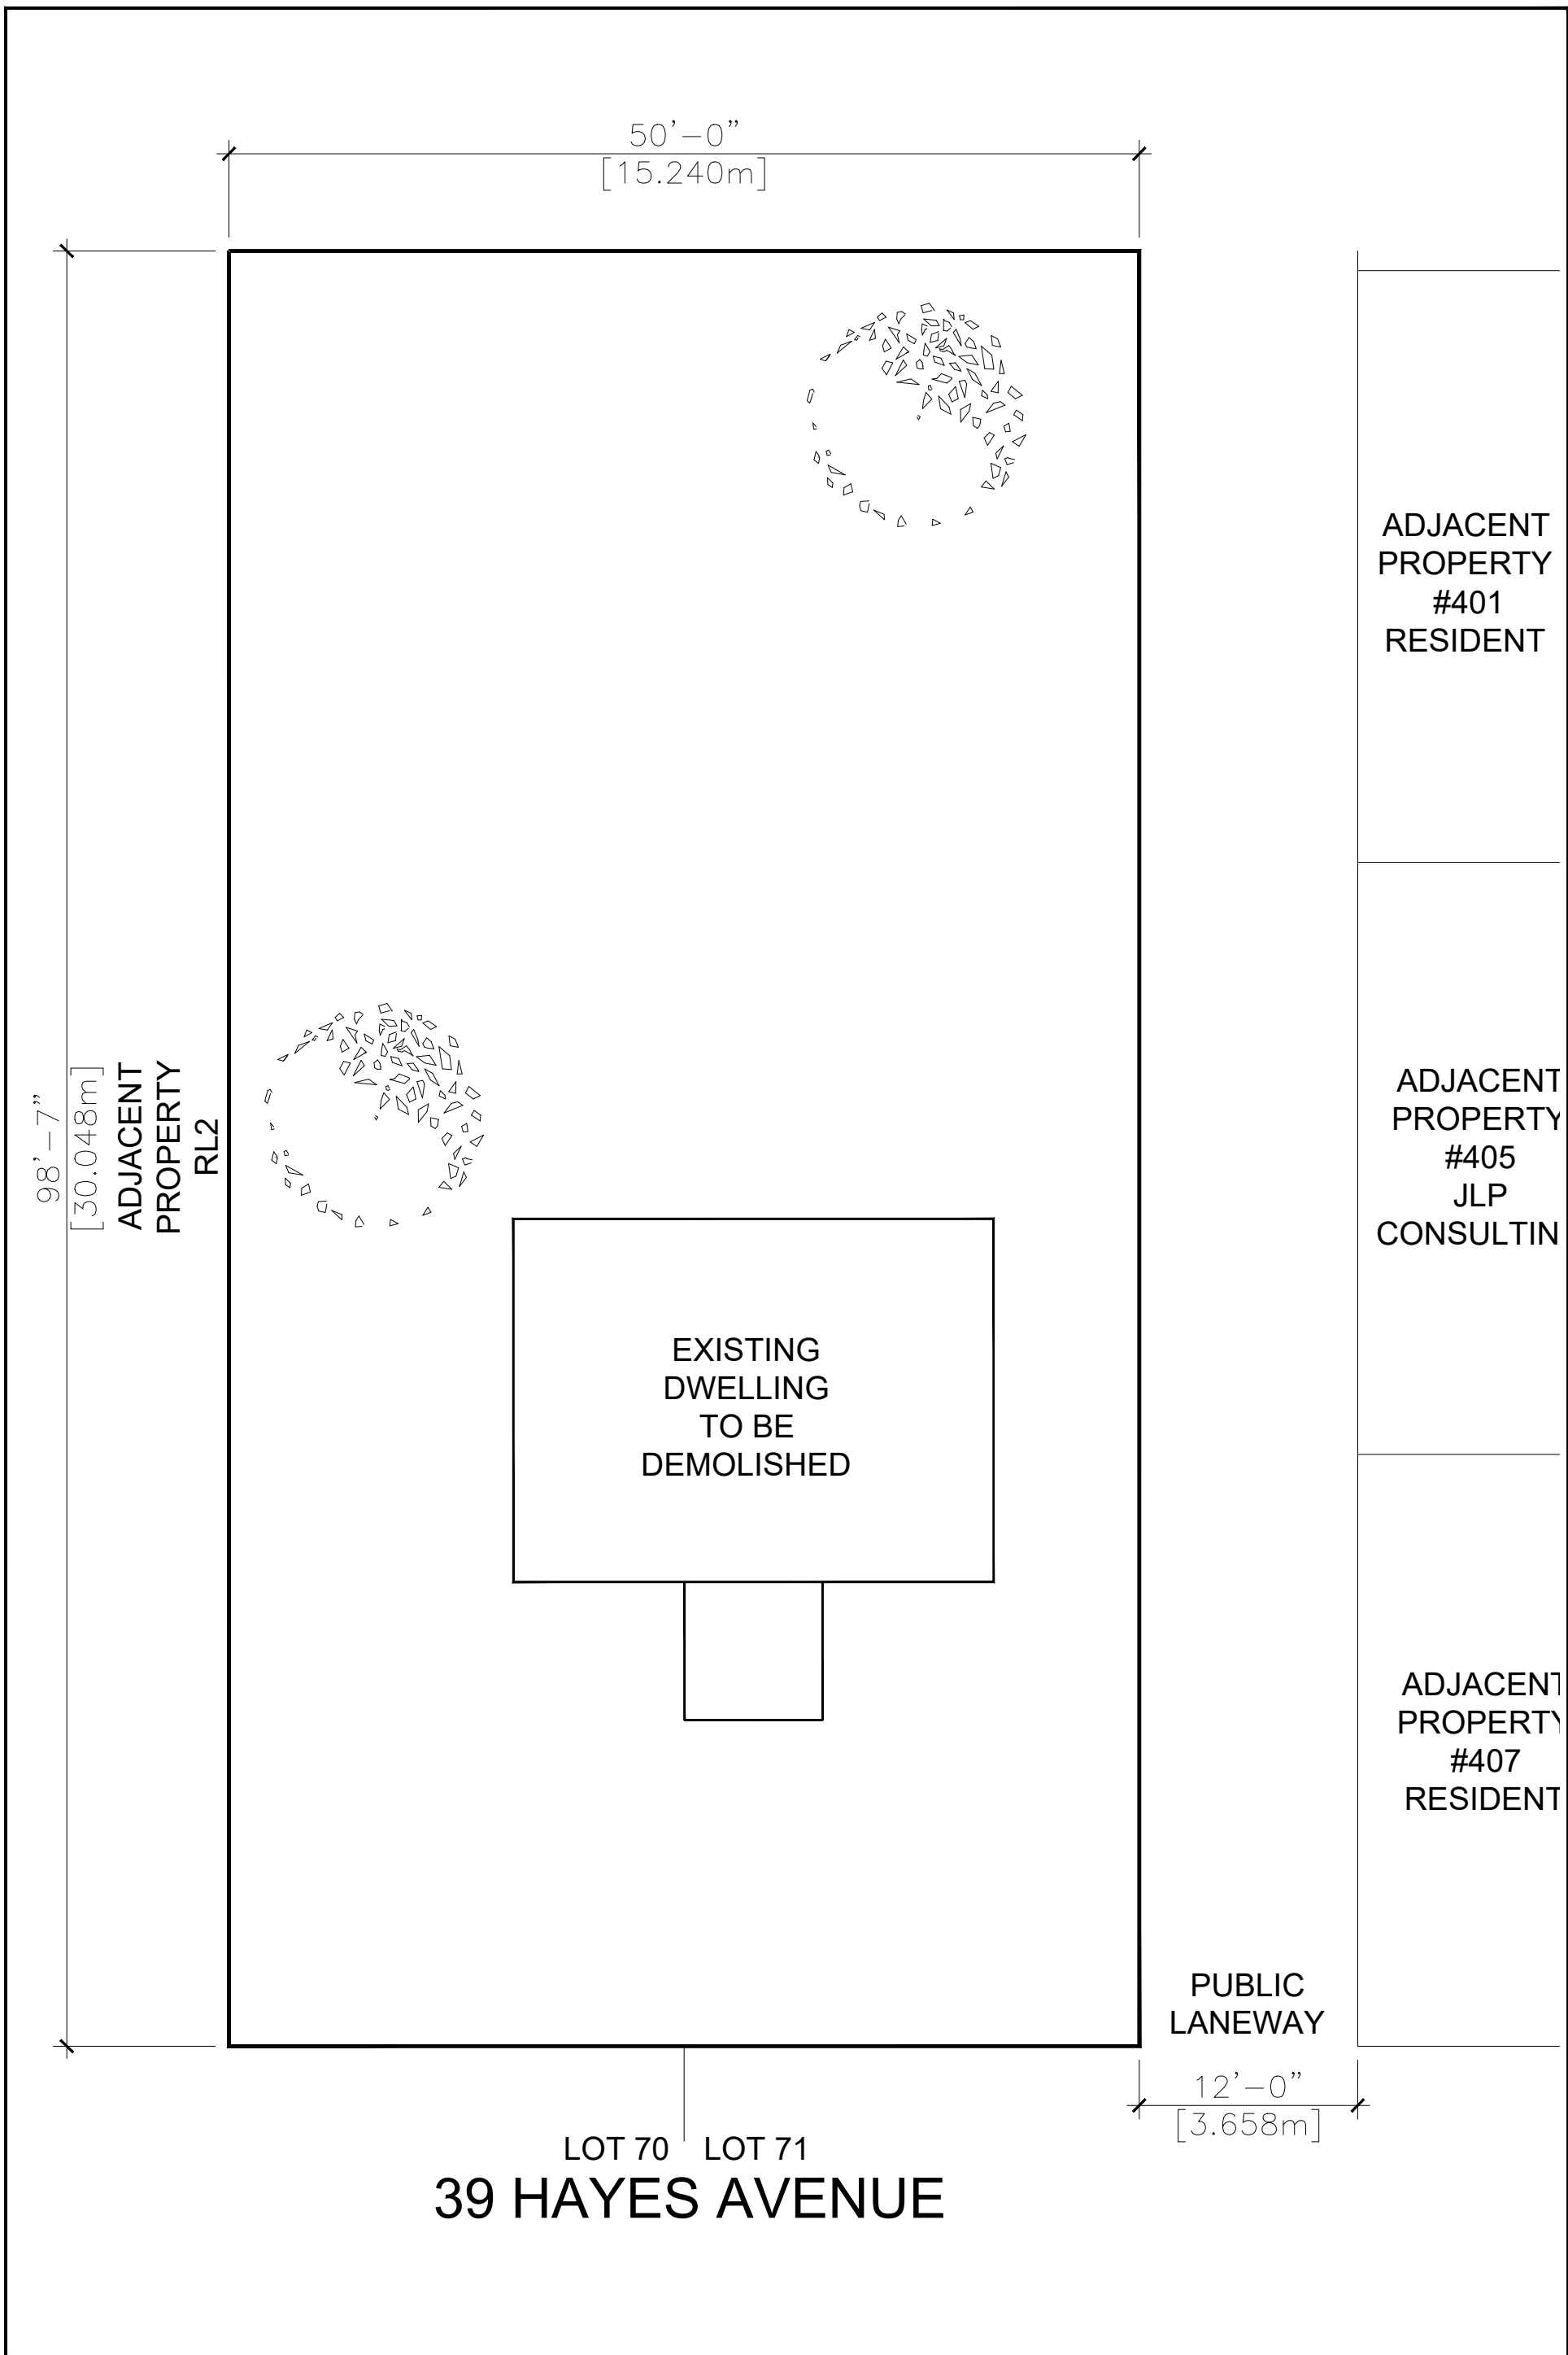 50'-0"
[15.240m]
ADJACENT
PROPERTY
#401
RESIDENT
98'-7"
[30.048m]
ADJACENT
PROPERTY
RL2
ADJACENT
PROPERTY
#405
JLP
CONSULTIN
EXISTING
DWELLING
TO BE
DEMOLISHED
ADJACENT
PROPERTY
#407
RESIDENT
PUBLIC
LANEWAY
12'-0"
[3.658m]
LOT 70 LOT 71
39 HAYES AVENUE